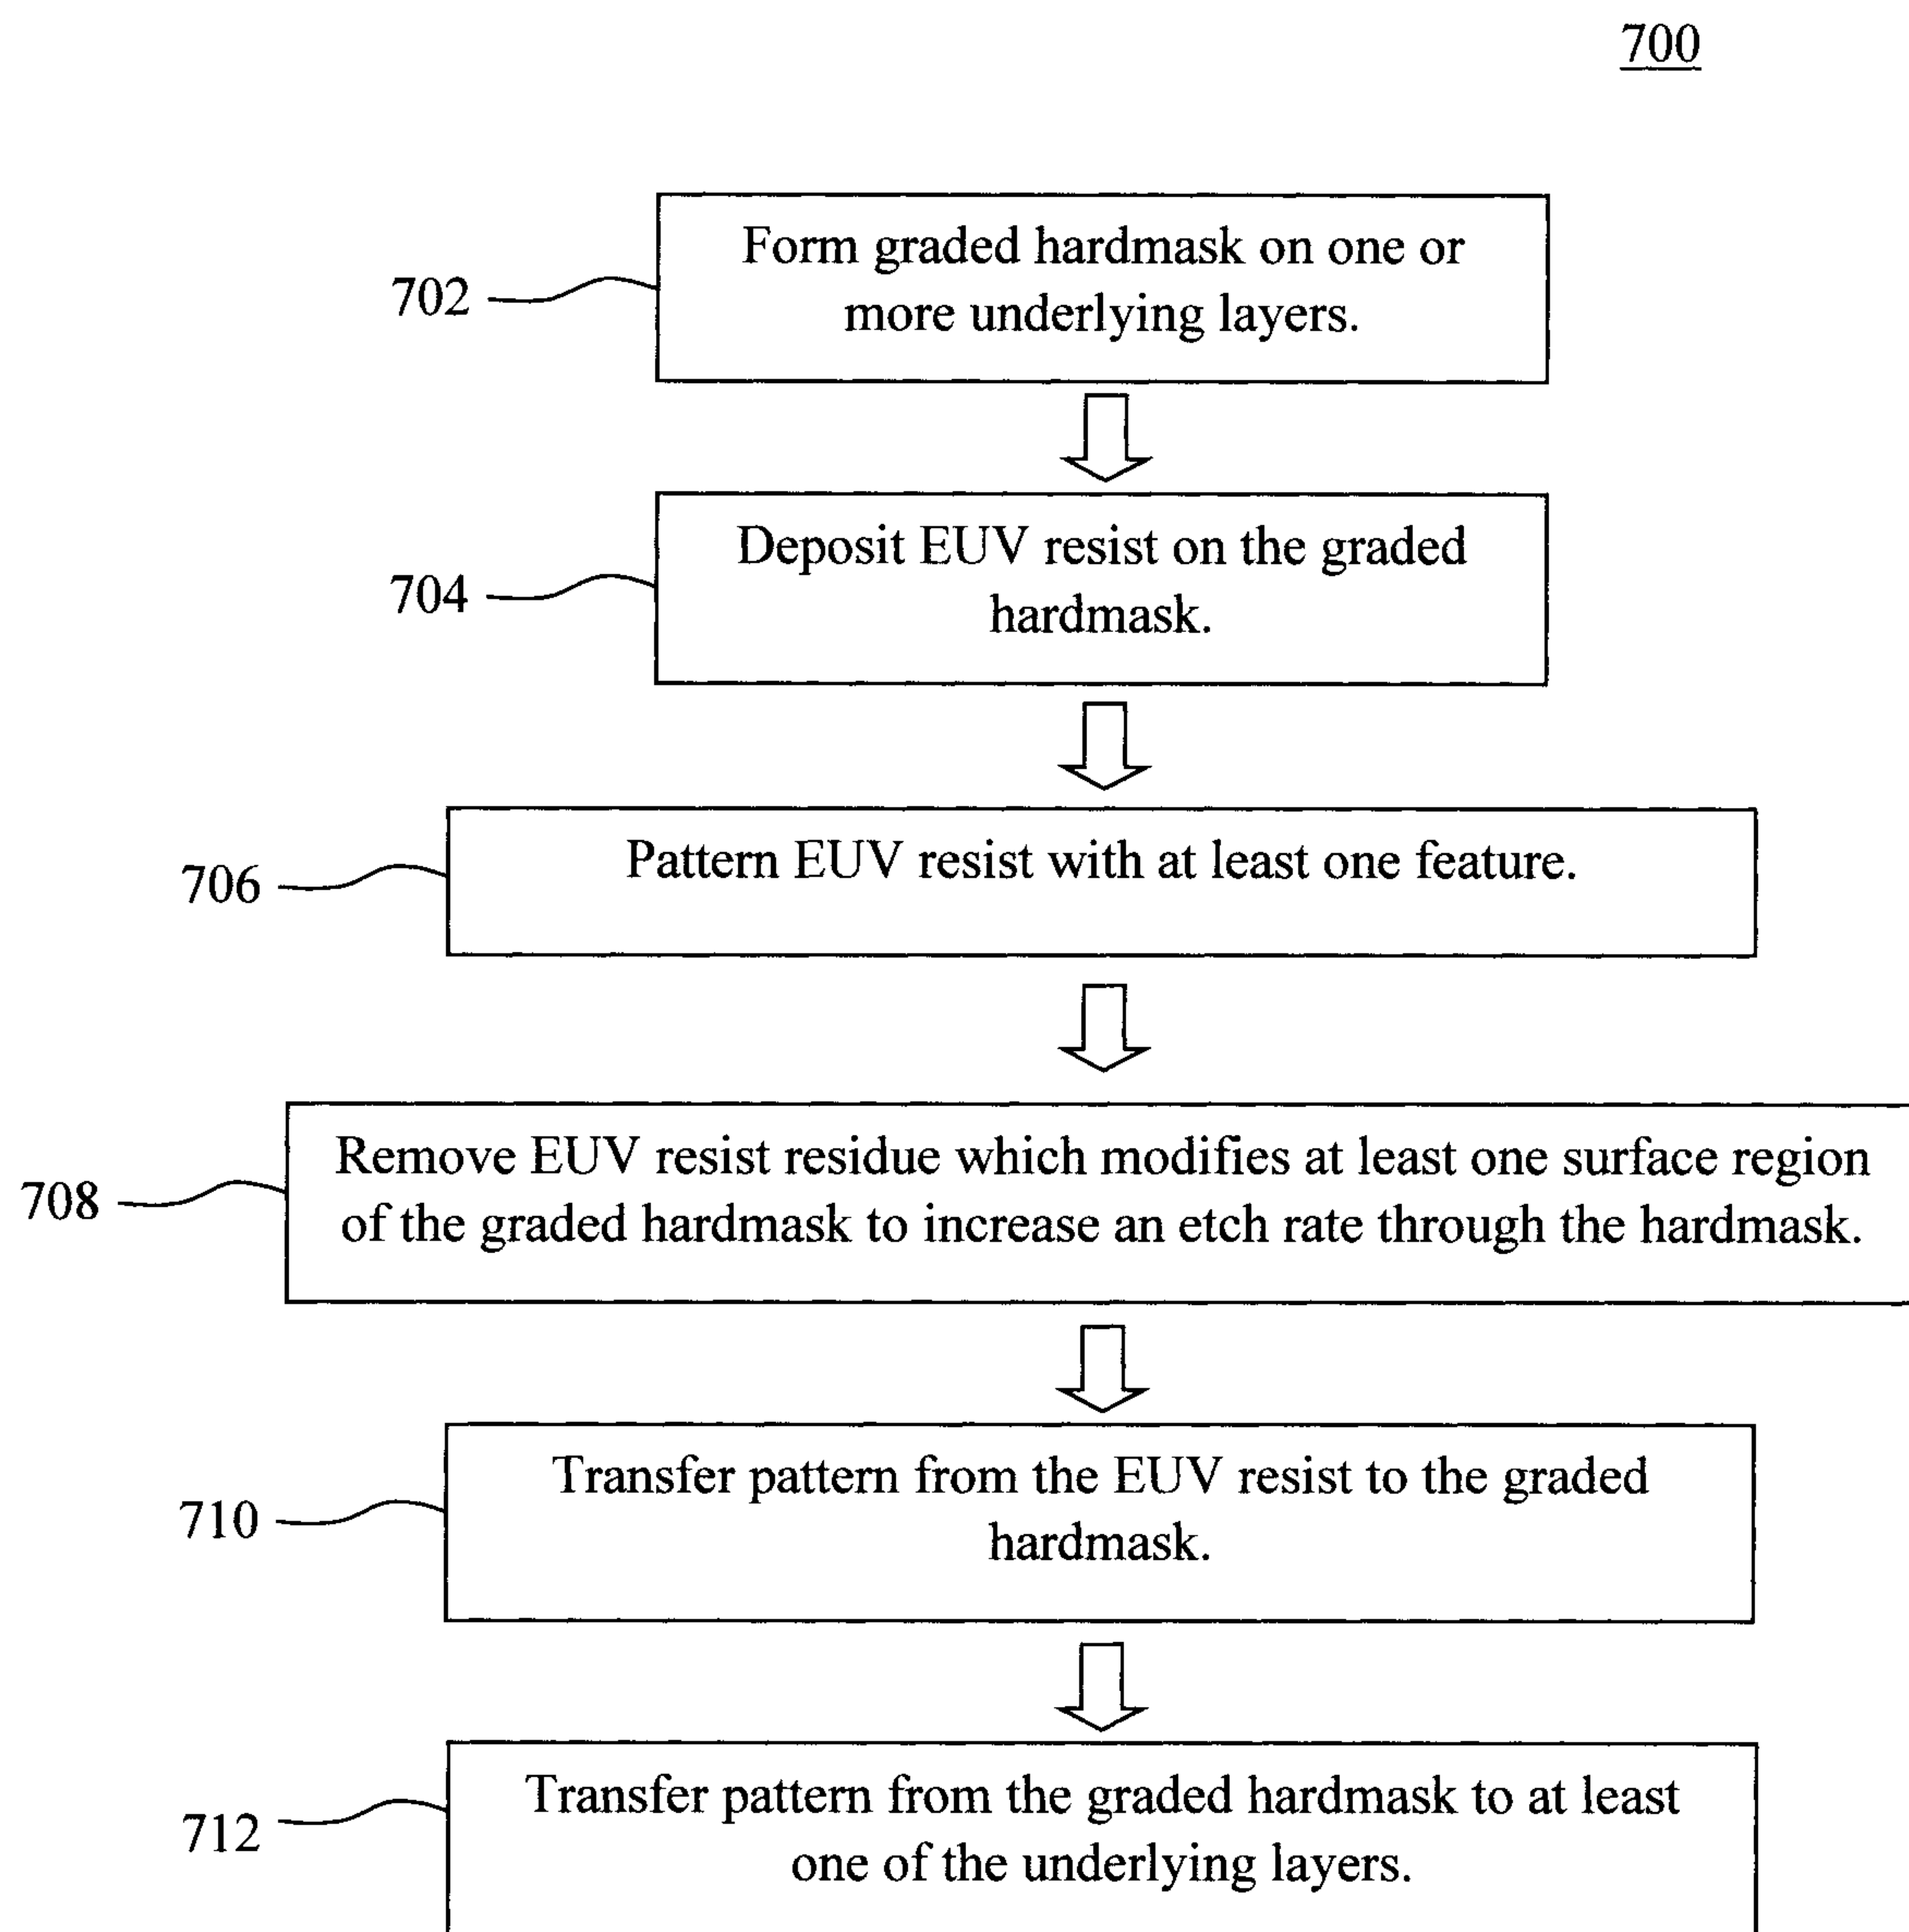 700
702
Form graded hardmask on one or
more underlying layers.
704
Deposit EUV resist on the graded
hardmask.
706
Pattern EUV resist with at least one feature.
708
Remove EUV resist residue which modifies at least one surface region
of the graded hardmask to increase an etch rate through the hardmask.
710
Transfer pattern from the EUV resist to the graded
hardmask.
712
Transfer pattern from the graded hardmask to at least
one of the underlying layers.